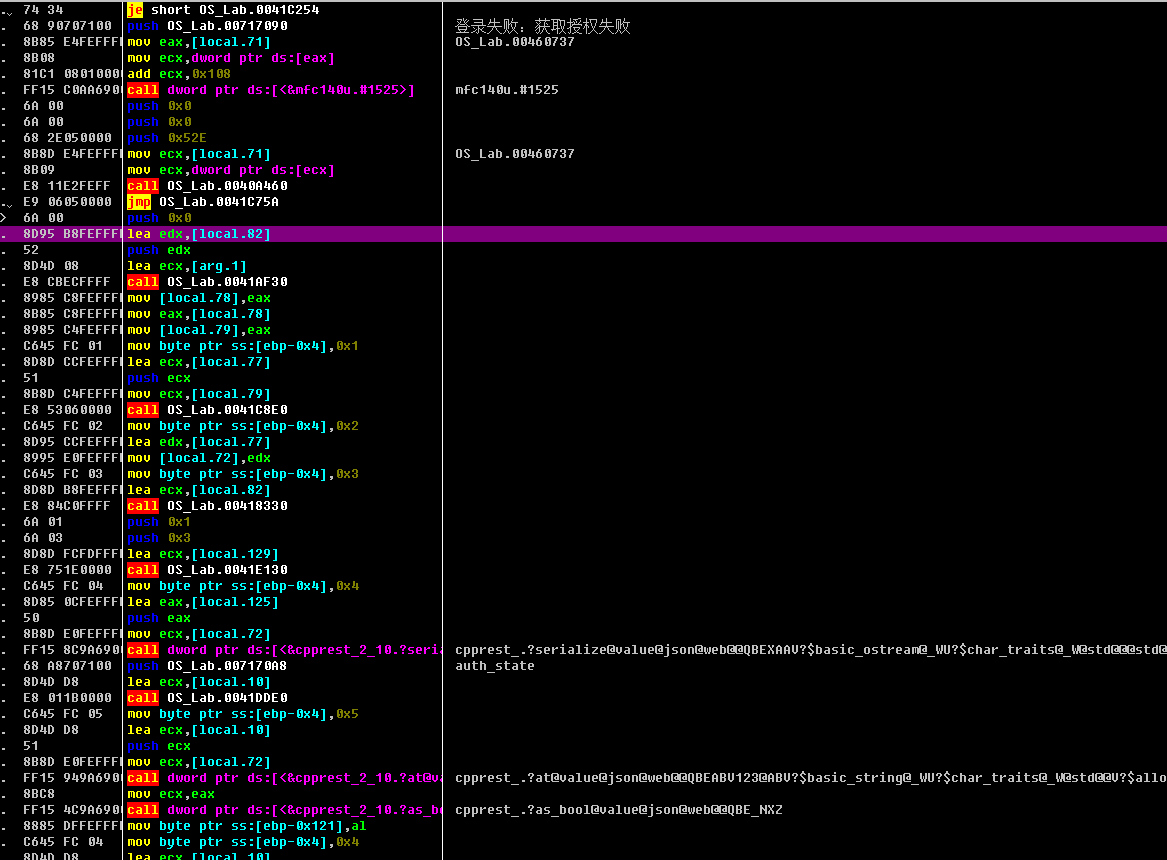 74 34 je short OS_Lab.0041C254
68 90707100 push OS_Lab.00717090 登录失败：获取授权失败
8B85 E4FEFFFF mov eax,[local.71] OS_Lab.00460737
8B08 mov ecx,dword ptr ds:[eax]
81C1 08010000 add ecx,0x108
FF15 C0AA6900 call dword ptr ds:[<&mfc140u.#1525>] mfc140u.#1525
6A 00 push 0x0
6A 00 push 0x0
68 2E050000 push 0x52E
8B8D E4FEFFFF mov ecx,[local.71] OS_Lab.00460737
8B09 mov ecx,dword ptr ds:[ecx]
E8 11E2FEFF call OS_Lab.0040A460
E9 06050000 jmp OS_Lab.0041C75A
6A 00 push 0x0
8D95 B8FEFFFF lea edx,[local.82]
52 push edx
8D4D 08 lea ecx,[arg.1]
E8 CBECFFFF call OS_Lab.0041AF30
8985 C8FEFFFF mov [local.78],eax
8B85 C8FEFFFF mov eax,[local.78]
8985 C4FEFFFF mov [local.79],eax
C645 FC 01 mov byte ptr ss:[ebp-0x4],0x1
8D8D CCFEFFFF lea ecx,[local.77]
51 push ecx
8B8D C4FEFFFF mov ecx,[local.79]
E8 53060000 call OS_Lab.0041C8E0
C645 FC 02 mov byte ptr ss:[ebp-0x4],0x2
8D95 CCFEFFFF lea edx,[local.77]
8995 E0FEFFFF mov [local.72],edx
C645 FC 03 mov byte ptr ss:[ebp-0x4],0x3
8D8D B8FEFFFF lea ecx,[local.82]
E8 84C0FFFF call OS_Lab.00418330
6A 01 push 0x1
6A 03 push 0x3
8D8D FCFDFFFF lea ecx,[local.129]
E8 751E0000 call OS_Lab.0041E130
C645 FC 04 mov byte ptr ss:[ebp-0x4],0x4
8D85 0CFEFFFF lea eax,[local.125]
50 push eax
8B8D E0FEFFFF mov ecx,[local.72]
FF15 8C9A6900 call dword ptr ds:[<&cpprest_2_10.?seria cpprest_.?serialize@value@json@web@@QBEXAAV?$basic_ostream@_WU?$char_traits@_W@std@@@std@
68 A8707100 push OS_Lab.007170A8 auth_state
8D4D D8 lea ecx,[local.10]
E8 011B0000 call OS_Lab.0041DDE0
C645 FC 05 mov byte ptr ss:[ebp-0x4],0x5
8D4D D8 lea ecx,[local.10]
51 push ecx
8B8D E0FEFFFF mov ecx,[local.72]
FF15 949A6900 call dword ptr ds:[<&cpprest_2_10.?at@va cpprest_.?at@value@json@web@@QBEABV123@ABV?$basic_string@_WU?$char_traits@_W@std@@V?$allo
8BC8 mov ecx,eax
FF15 4C9A6900 call dword ptr ds:[<&cpprest_2_10.?as_bo cpprest_.?as_bool@value@json@web@@QBE_NXZ
8885 DFFEFFFF mov byte ptr ss:[ebp-0x121],al
C645 FC 04 mov byte ptr ss:[ebp-0x4],0x4
8D4D D8 lea ecx,[local.10]